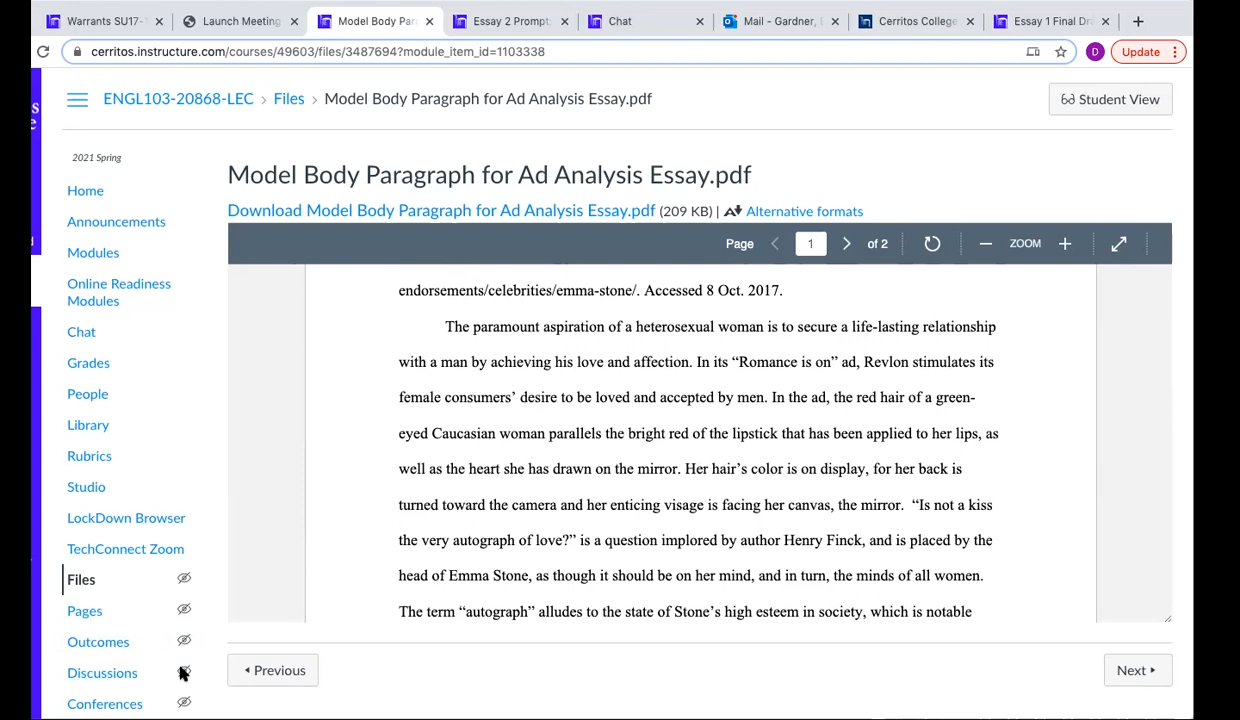 Warrants SU17-
Launch Meeting
Model Body Par
Essay 2 Prompt
Chat
Mail - Gardner,
Cerritos College
Essay 1 Final Dra
cerritos.instructure.com/courses/49603/files/3487694?module_item_id=1103338
D
Update
s
e
d
ENGL103-20868-LEC > Files > Model Body Paragraph for Ad Analysis Essay.pdf
Student View
2021 Spring
Home
Announcements
Modules
Online Readiness
Modules
Chat
Grades
People
Library
Rubrics
Studio
LockDown Browser
TechConnect Zoom
Files
Pages
Outcomes
Discussions
Conferences
Model Body Paragraph for Ad Analysis Essay.pdf
Download Model Body Paragraph for Ad Analysis Essay.pdf (209 KB) | Alternative formats
Page < 1 > of 2 ZOOM
endorsements/celebrities/emma-stone/. Accessed 8 Oct. 2017.
The paramount aspiration of a heterosexual woman is to secure a life-lasting relationship
with a man by achieving his love and affection. In its “Romance is on” ad, Revlon stimulates its
female consumers’ desire to be loved and accepted by men. In the ad, the red hair of a green-
eyed Caucasian woman parallels the bright red of the lipstick that has been applied to her lips, as
well as the heart she has drawn on the mirror. Her hair’s color is on display, for her back is
turned toward the camera and her enticing visage is facing her canvas, the mirror. “Is not a kiss
the very autograph of love?” is a question implored by author Henry Finck, and is placed by the
head of Emma Stone, as though it should be on her mind, and in turn, the minds of all women.
The term “autograph” alludes to the state of Stone’s high esteem in society, which is notable
Previous
Next